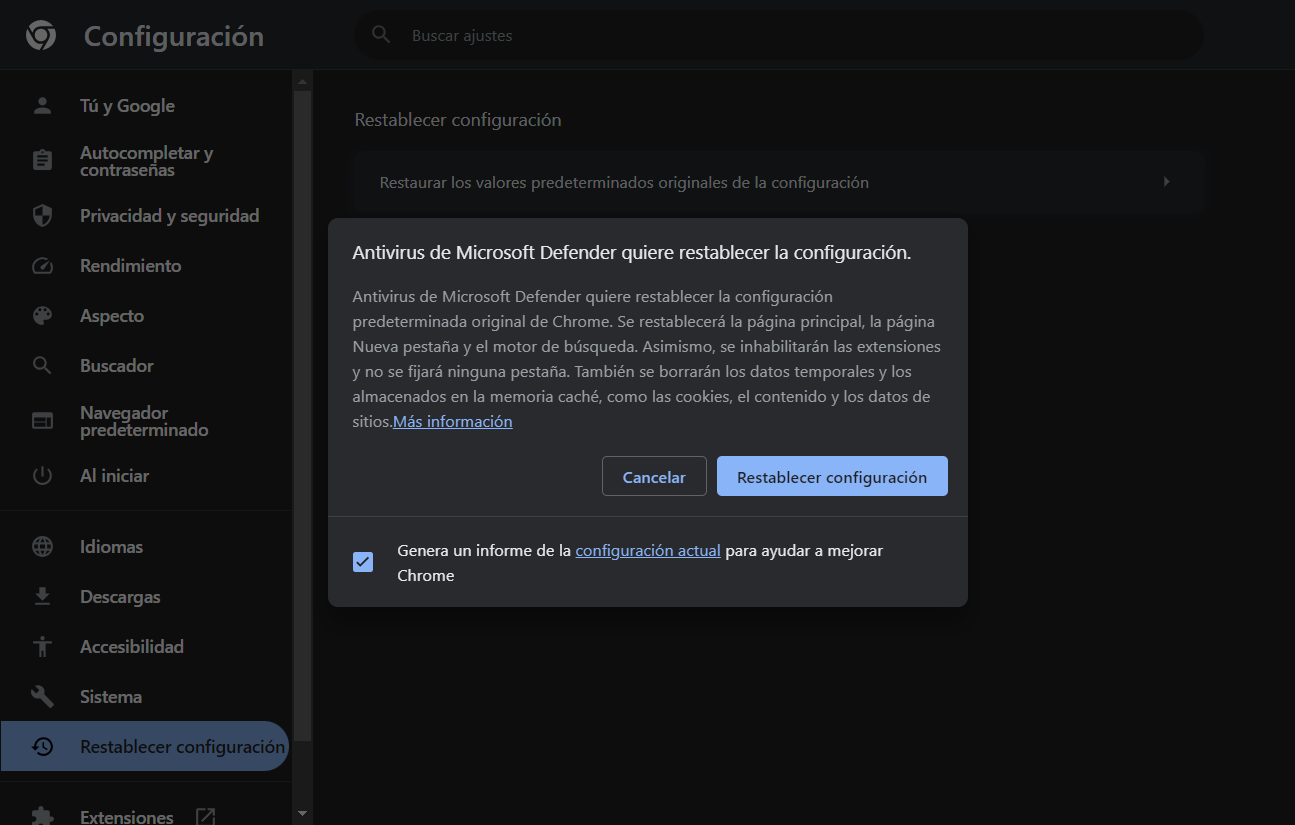 Configuración
Buscar ajustes
Tú y Google
Autocompletar y
contraseñas
Privacidad y seguridad
Rendimiento
Aspecto
Buscador
Navegador
predeterminado
Al iniciar
Idiomas
Descargas
Accesibilidad
Sistema
Restablecer configuración
Extensiones
Restablecer configuración
Restaurar los valores predeterminados originales de la configuración
Antivirus de Microsoft Defender quiere restablecer la configuración.
Antivirus de Microsoft Defender quiere restablecer la configuración
predeterminada original de Chrome. Se restablecerá la página principal, la página
Nueva pestaña y el motor de búsqueda. Asimismo, se inhabilitarán las extensiones
y no se fijará ninguna pestaña. También se borrarán los datos temporales y los
almacenados en la memoria caché, como las cookies, el contenido y los datos de
sitios.Más información
Cancelar
Restablecer configuración
Genera un informe de la configuración actual para ayudar a mejorar
Chrome